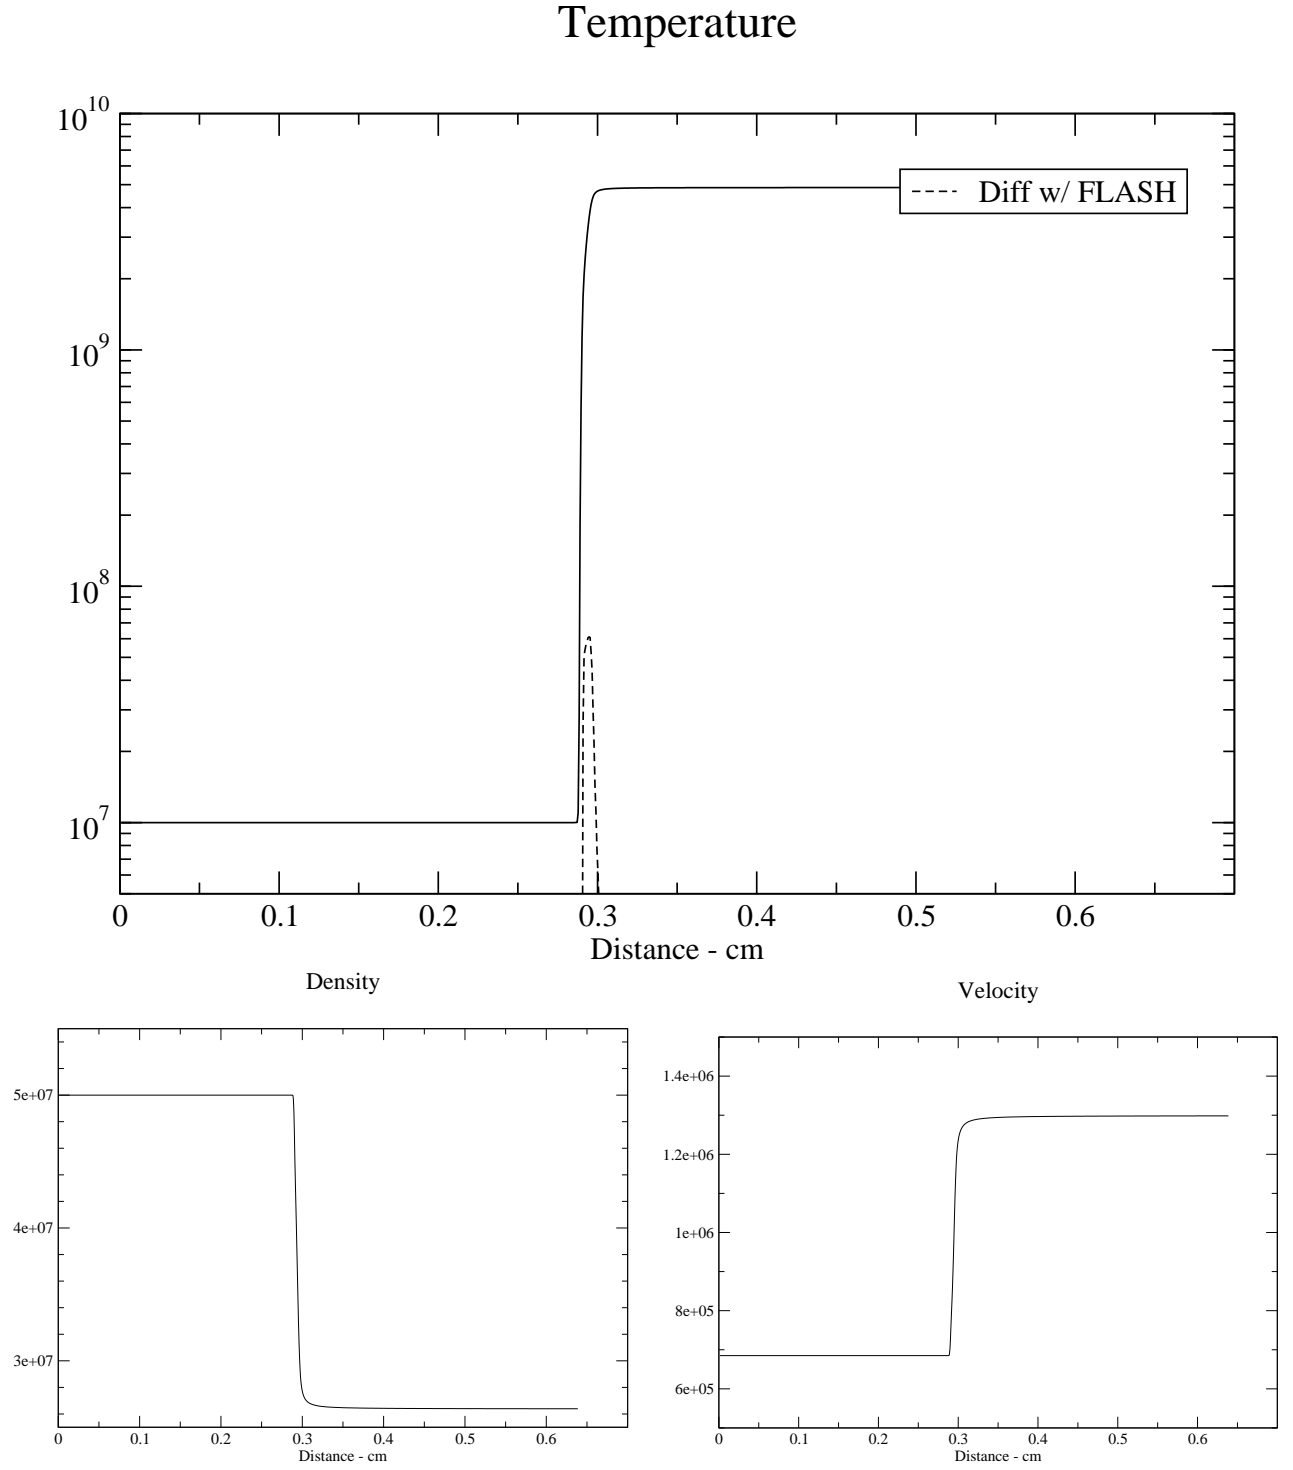 Temperature
10^10
Diff w/ FLASH
10^9
10^8
10^7
0 0.1 0.2 0.3 0.4 0.5 0.6
Distance - cm
Density
Velocity
5e+07
4e+07
3e+07
0 0.1 0.2 0.3 0.4 0.5 0.6
Distance - cm
1.4e+06
1.2e+06
1e+06
8e+05
6e+05
0 0.1 0.2 0.3 0.4 0.5 0.6
Distance - cm